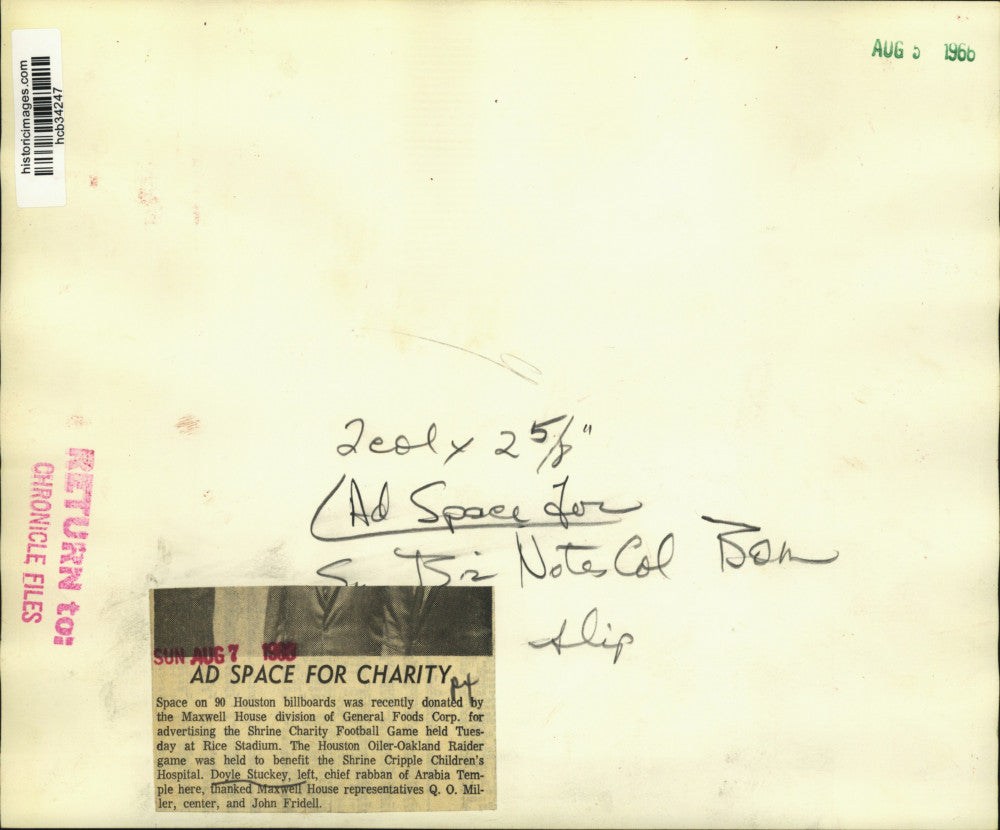 historicimages.com
hcb34247
AUG 5 1966
RETURN to:
CHRONICLE FILES
2col x 2 5/8"
(Ad Space for
Su Biz Notes Col Bom
slip
SUN AUG 7
AD SPACE FOR CHARITY
Space on 90 Houston billboards was recently donated by
the Maxwell House division of General Foods Corp. for
advertising the Shrine Charity Football Game held Tues-
day at Rice Stadium. The Houston Oiler-Oakland Raider
game was held to benefit the Shrine Cripple Children's
Hospital. Doyle Stuckey, left, chief rabban of Arabia Tem-
ple here, thanked Maxwell House representatives Q. O. Mil-
ler, center, and John Fridell.